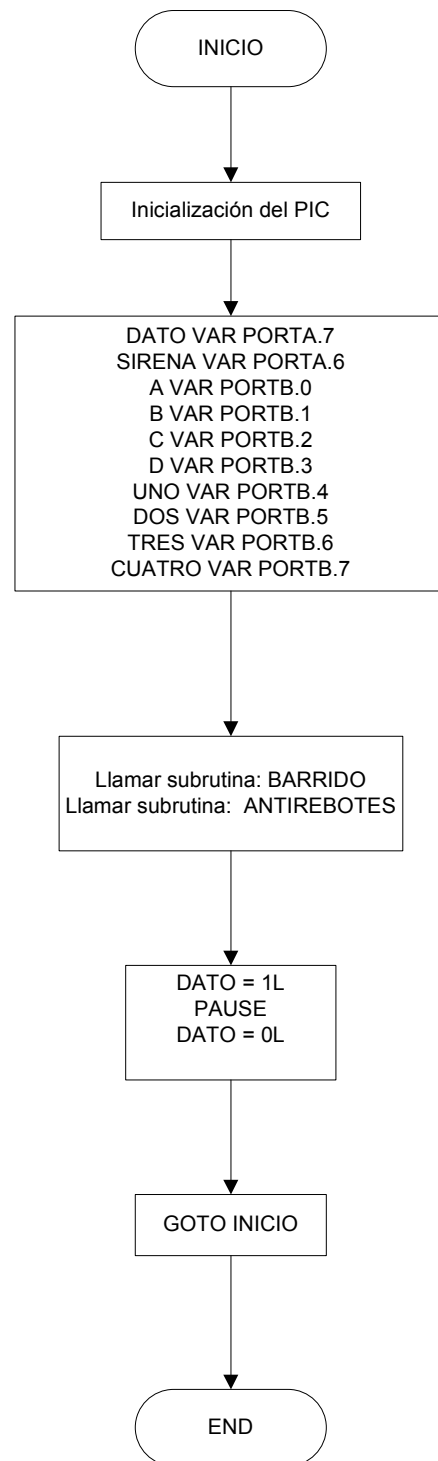 INICIO
Inicialización del PIC
DATO VAR PORTA.7
SIRENA VAR PORTA.6
A VAR PORTB.0
B VAR PORTB.1
C VAR PORTB.2
D VAR PORTB.3
UNO VAR PORTB.4
DOS VAR PORTB.5
TRES VAR PORTB.6
CUATRO VAR PORTB.7
Llamar subrutina: BARRIDO
Llamar subrutina: ANTIREBOTES
DATO = 1L
PAUSE
DATO = 0L
GOTO INICIO
END